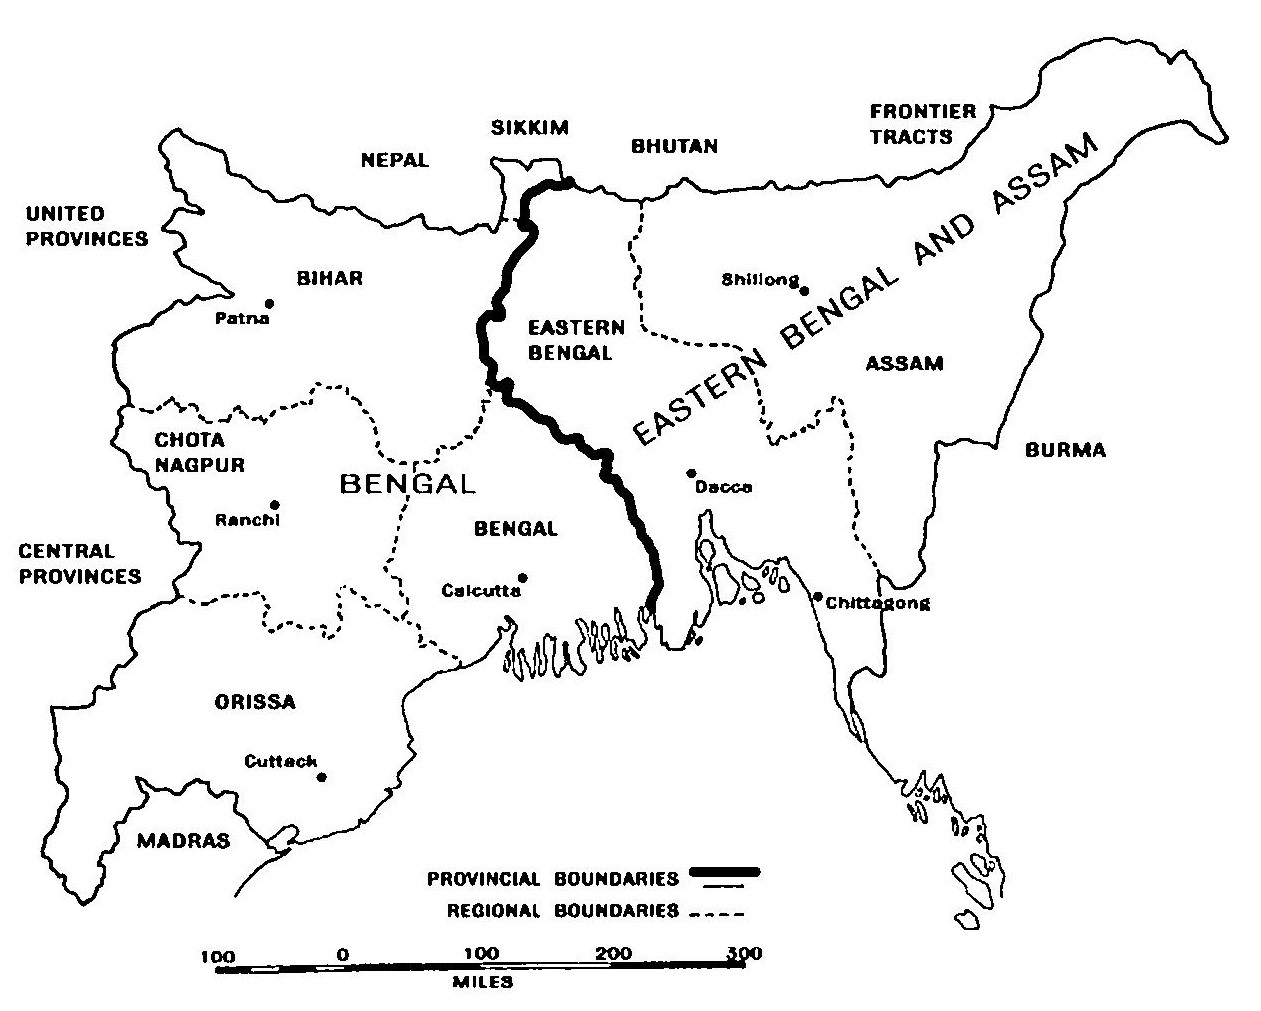 SIKKIM
NEPAL
BHUTAN
FRONTIER
TRACTS
UNITED
PROVINCES
BIHAR
Patna
EASTERN
BENGAL
Shillong
EASTERN BENGAL AND ASSAM
ASSAM
CHOTA
NAGPUR
BENGAL
BURMA
Ranchi
Dacca
BENGAL
CENTRAL
PROVINCES
Calcutta
Chittagong
ORISSA
Cuttack
MADRAS
PROVINCIAL BOUNDARIES
REGIONAL BOUNDARIES
100 0 100 200 300
MILES